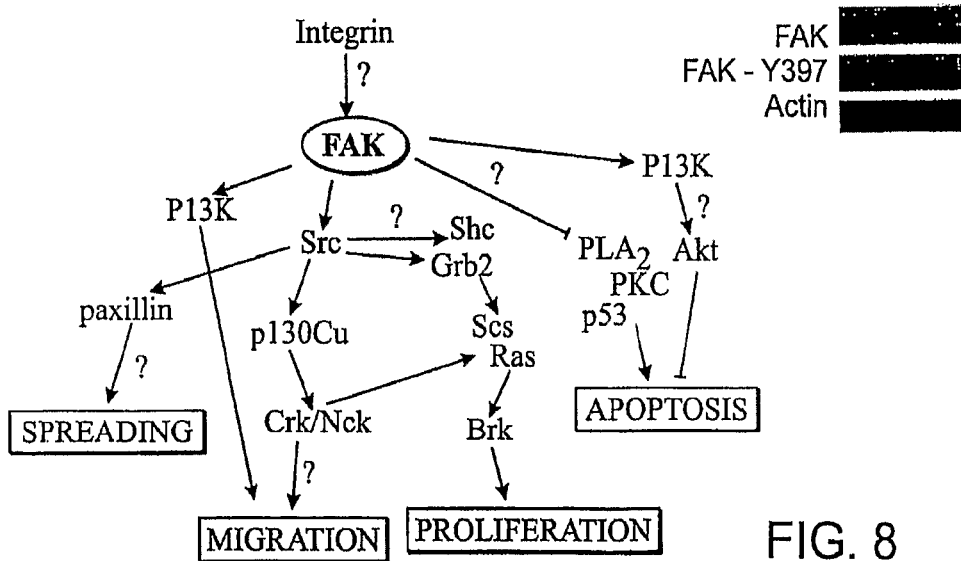 Integrin
?
FAK
FAK - Y397
Actin
FAK
?
P13K
?
P13K
Src
?
Shc
Grb2
PLA2
PKC
p53
Akt
paxillin
?
p130Cu
Scs
Ras
SPREADING
Crk/Nck
?
Brk
APOPTOSIS
MIGRATION
PROLIFERATION
FIG. 8